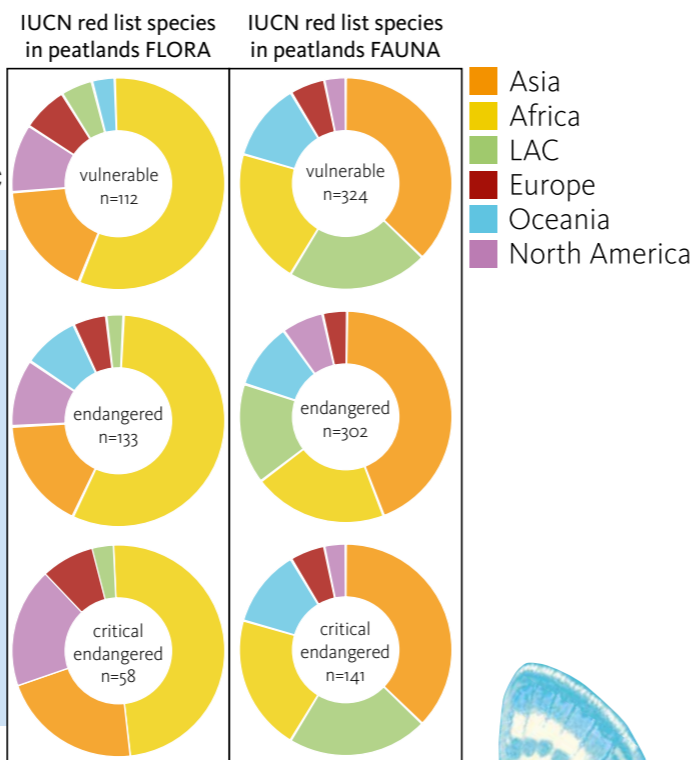 IUCN red list species
in peatlands FLORA
IUCN red list species
in peatlands FAUNA
vulnerable
n=112
vulnerable
n=324
endangered
n=133
endangered
n=302
critical
endangered
n=58
critical
endangered
n=141
Asia
Africa
LAC
Europe
Oceania
North America